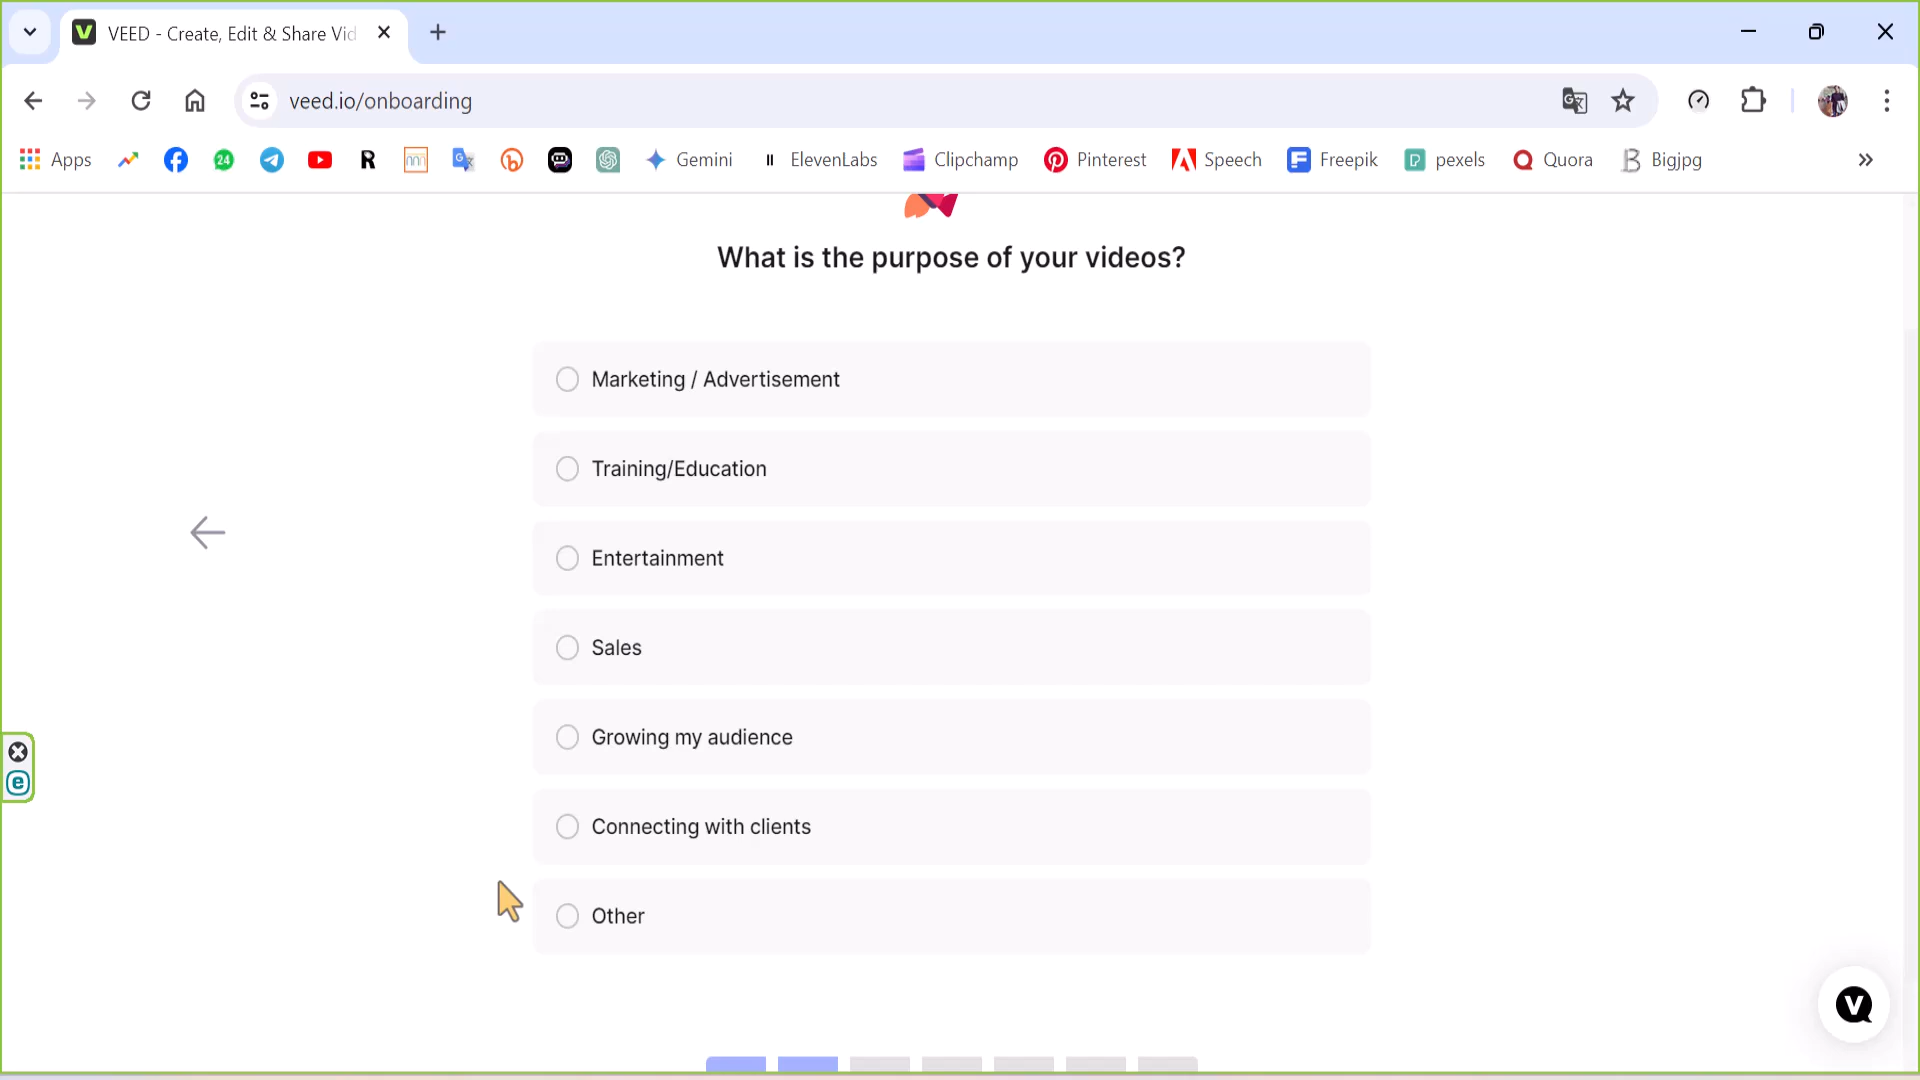 VEED - Create, Edit & Share Vid
veed.io/onboarding
Apps
24
Gemini
ElevenLabs
Clipchamp
Pinterest
Speech
Freepik
pexels
Quora
Bigjpg
What is the purpose of your videos?
Marketing / Advertisement
Training/Education
Entertainment
Sales
Growing my audience
Connecting with clients
Other